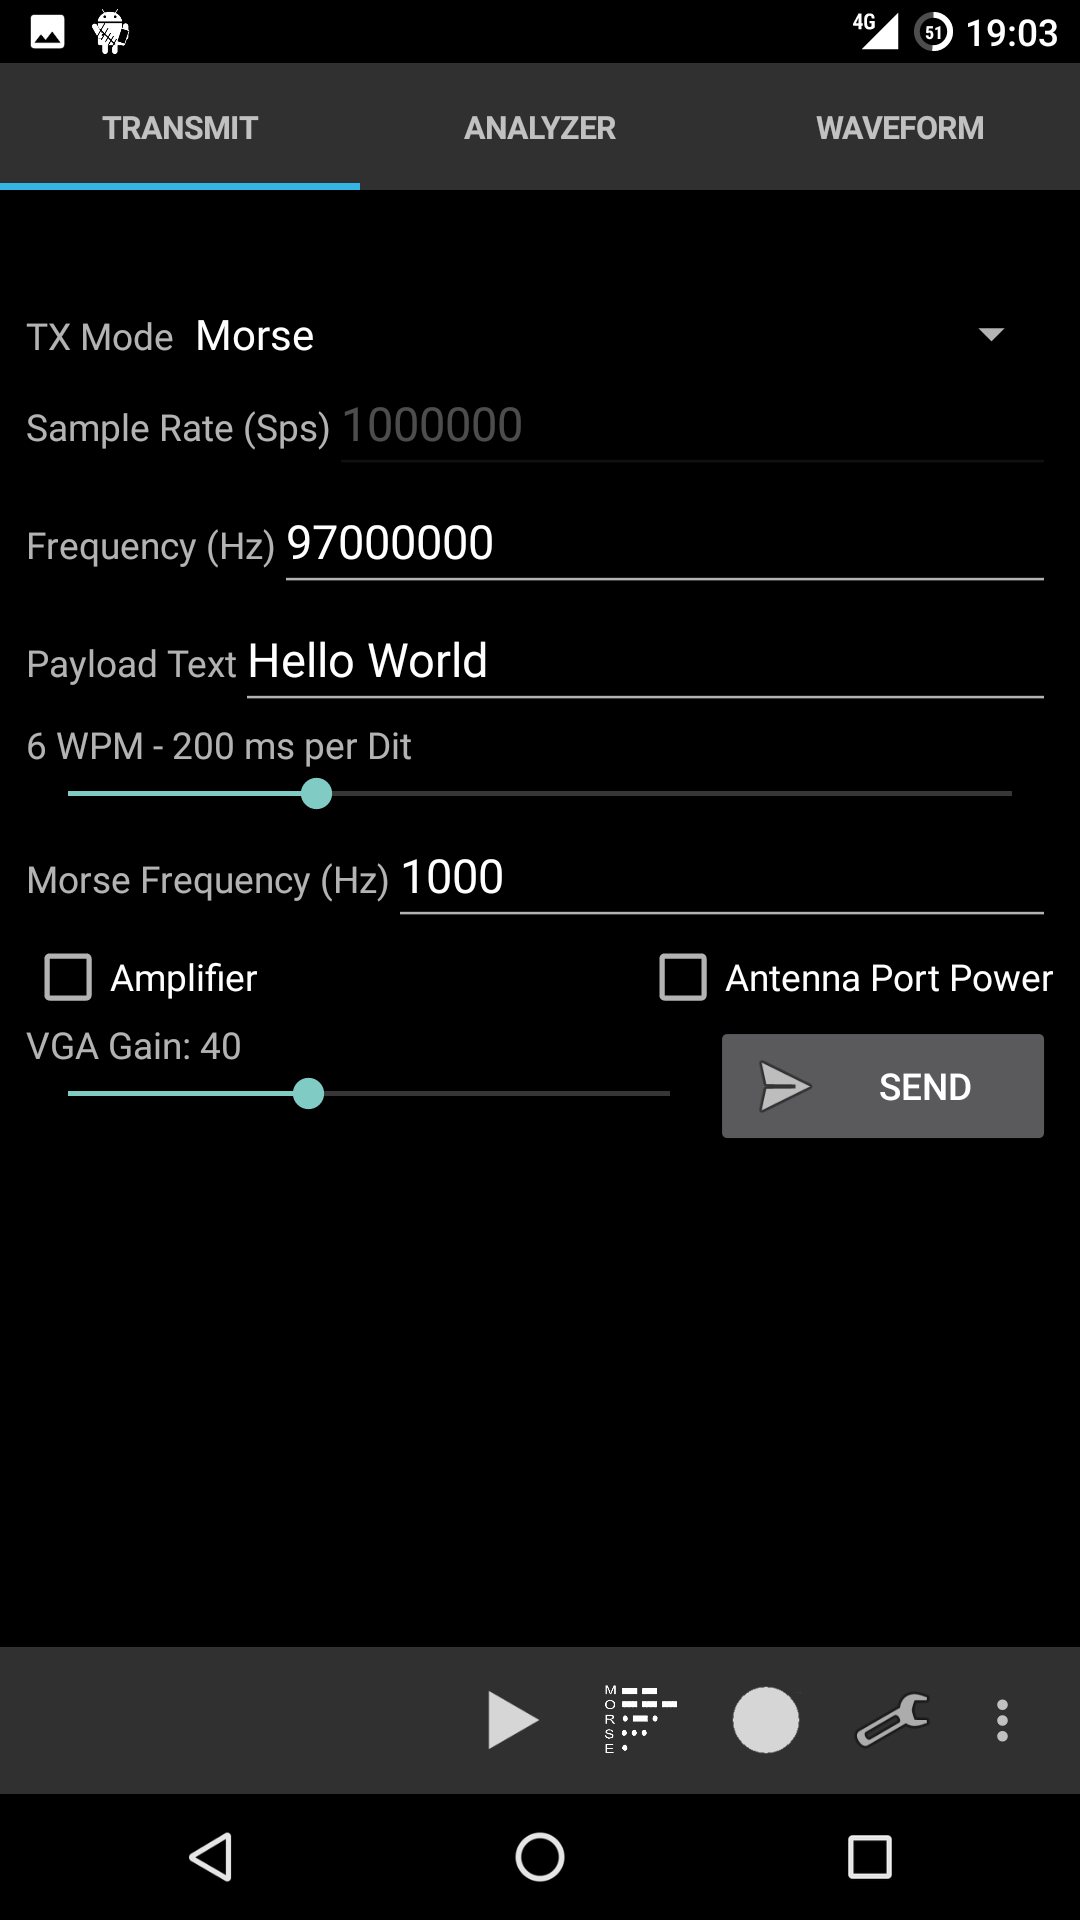 4G 51 19:03
TRANSMIT ANALYZER WAVEFORM
TX Mode Morse
Sample Rate (Sps) 1000000
Frequency (Hz) 97000000
Payload Text Hello World
6 WPM - 200 ms per Dit
Morse Frequency (Hz) 1000
Amplifier Antenna Port Power
VGA Gain: 40
SEND
M
O
R
S
E